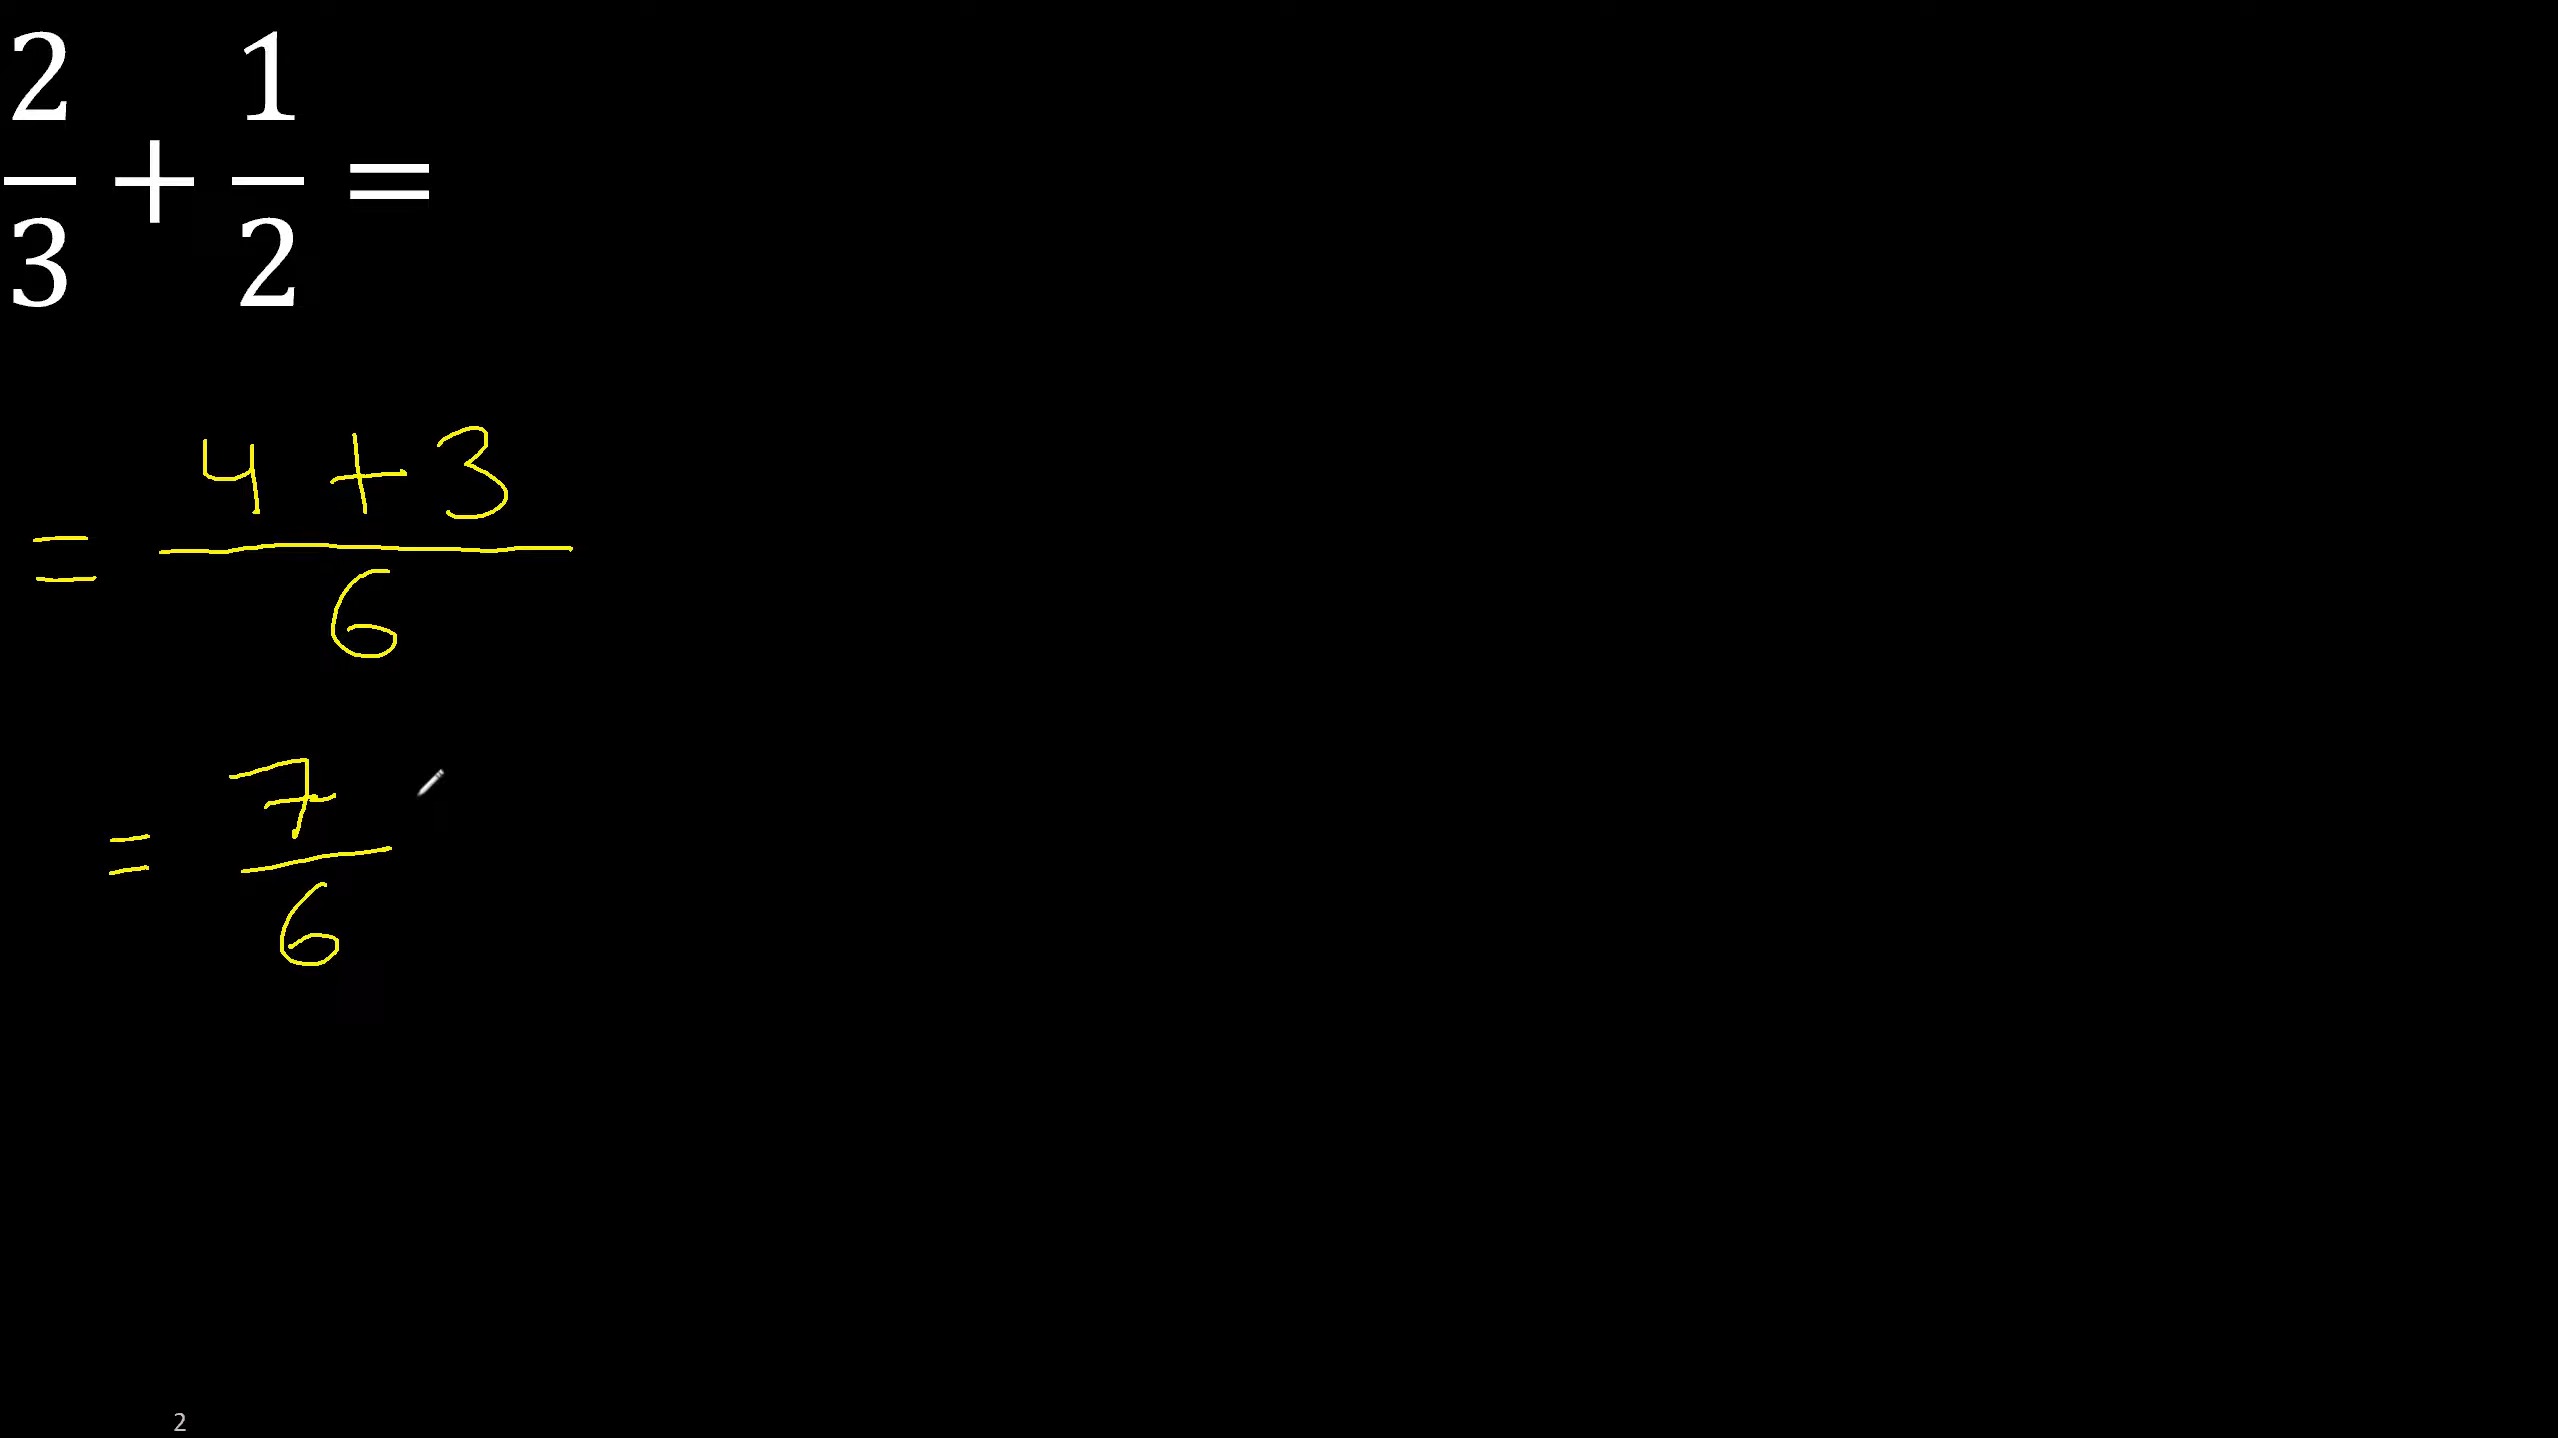 2/3 + 1/2 =
= (4 + 3)/6
= 7/6
2